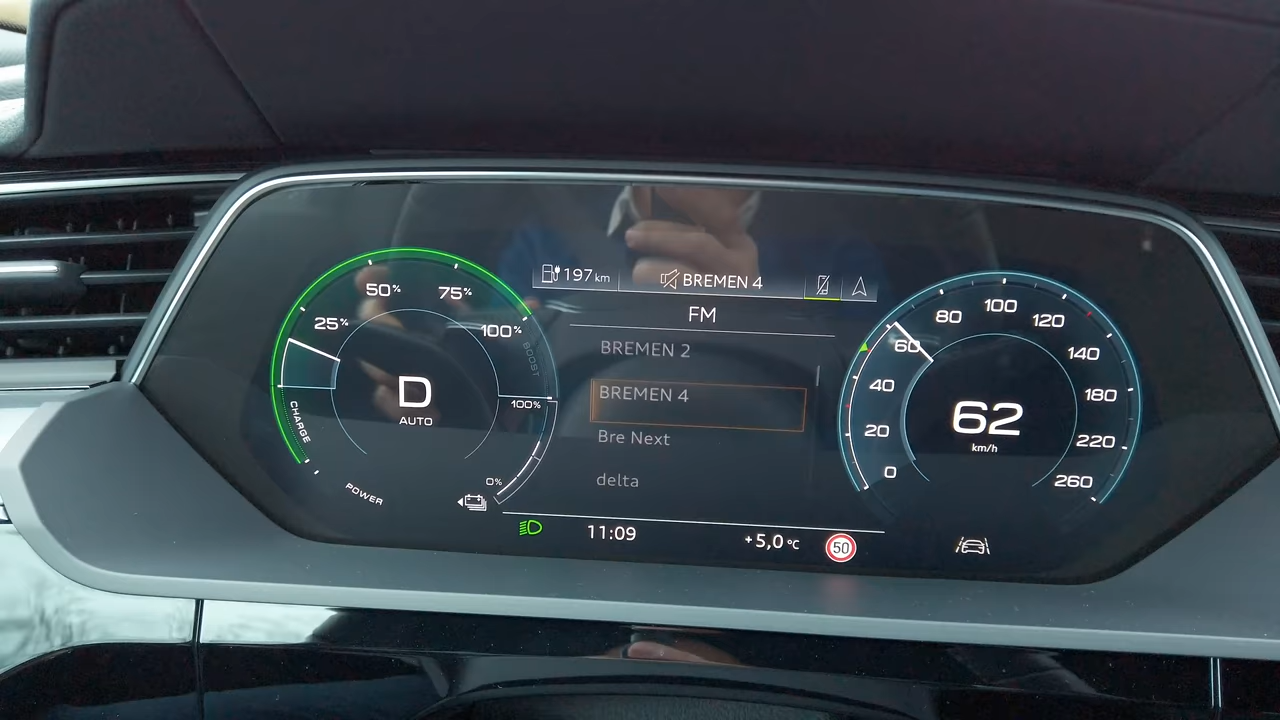 197 km
BREMEN 4
FM
BREMEN 2
BREMEN 4
Bre Next
delta
25%
50%
75%
100%
BOOST
100%
0%
CHARGE
POWER
D
AUTO
0
20
40
60
80
100
120
140
180
220
260
62
km/h
11:09
+5,0 °C
50